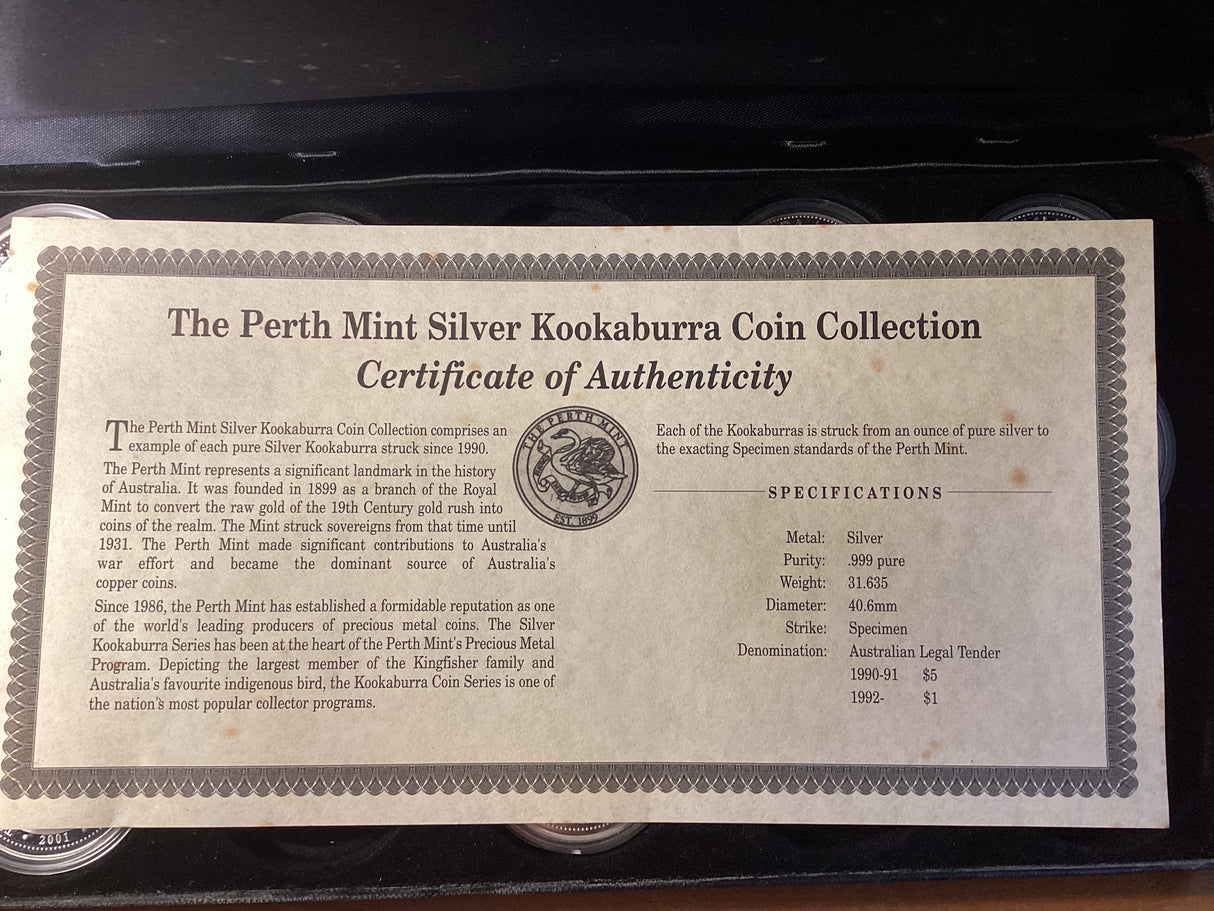 The Perth Mint Silver Kookaburra Coin Collection
Certificate of Authenticity
The Perth Mint Silver Kookaburra Coin Collection comprises an
example of each pure Silver Kookaburra struck since 1990.
The Perth Mint represents a significant landmark in the history
of Australia. It was founded in 1899 as a branch of the Royal
Mint to convert the raw gold of the 19th Century gold rush into
coins of the realm. The Mint struck sovereigns from that time until
1931. The Perth Mint made significant contributions to Australia's
war effort and became the dominant source of Australia's
copper coins.
Since 1986, the Perth Mint has established a formidable reputation as one
of the world's leading producers of precious metal coins. The Silver
Kookaburra Series has been at the heart of the Perth Mint's Precious Metal
Program. Depicting the largest member of the Kingfisher family and
Australia's favourite indigenous bird, the Kookaburra Coin Series is one of
the nation's most popular collector programs.
THE PERTH MINT
EST. 1899
Each of the Kookaburras is struck from an ounce of pure silver to
the exacting Specimen standards of the Perth Mint.
SPECIFICATIONS
Metal: Silver
Purity: .999 pure
Weight: 31.635
Diameter: 40.6mm
Strike: Specimen
Denomination: Australian Legal Tender
1990-91 $5
1992- $1
2001